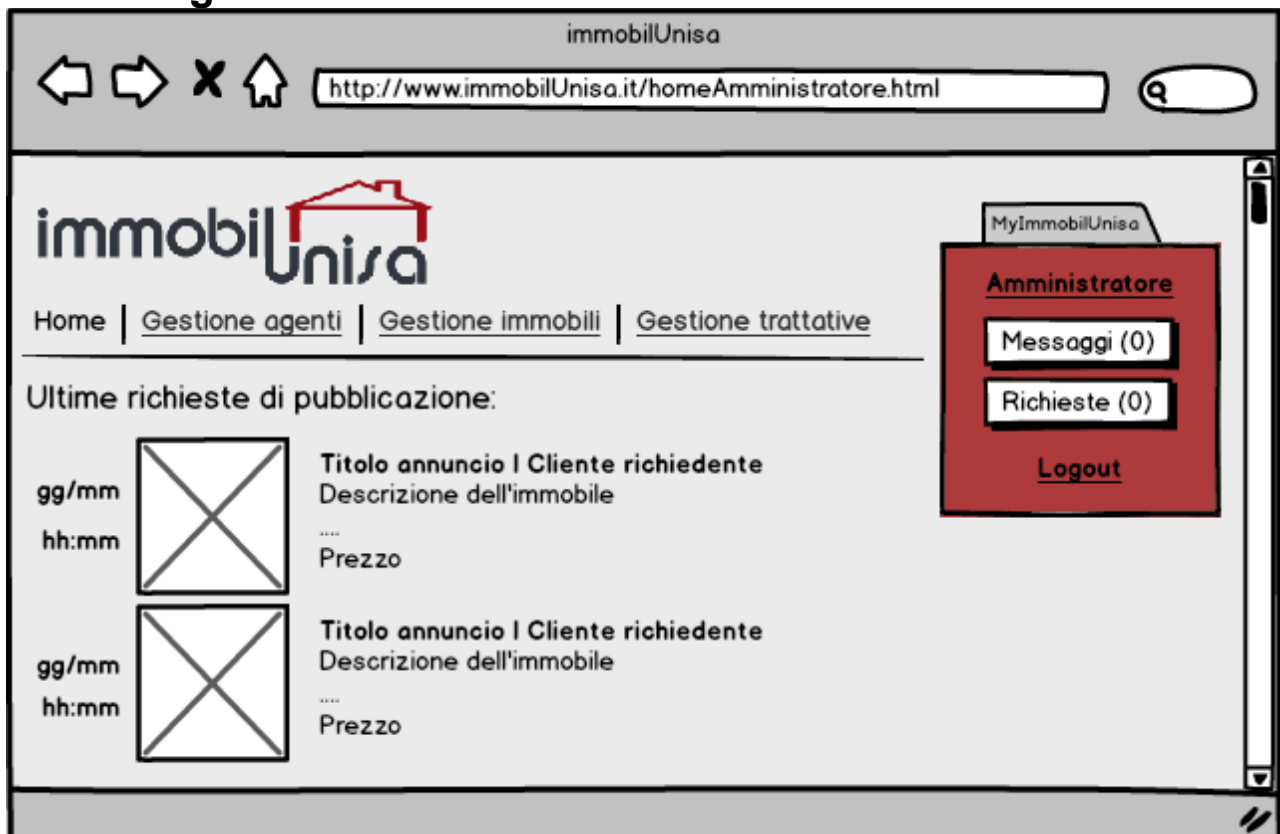 immobilUnisa
http://www.immobilUnisa.it/homeAmministratore.html
immobilUnisa
Home | Gestione agenti | Gestione immobili | Gestione trattative
MyImmobilUnisa
Amministratore
Messaggi (0)
Richieste (0)
Logout
Ultime richieste di pubblicazione:
gg/mm
hh:mm
Titolo annuncio | Cliente richiedente
Descrizione dell'immobile
....
Prezzo
gg/mm
hh:mm
Titolo annuncio | Cliente richiedente
Descrizione dell'immobile
....
Prezzo